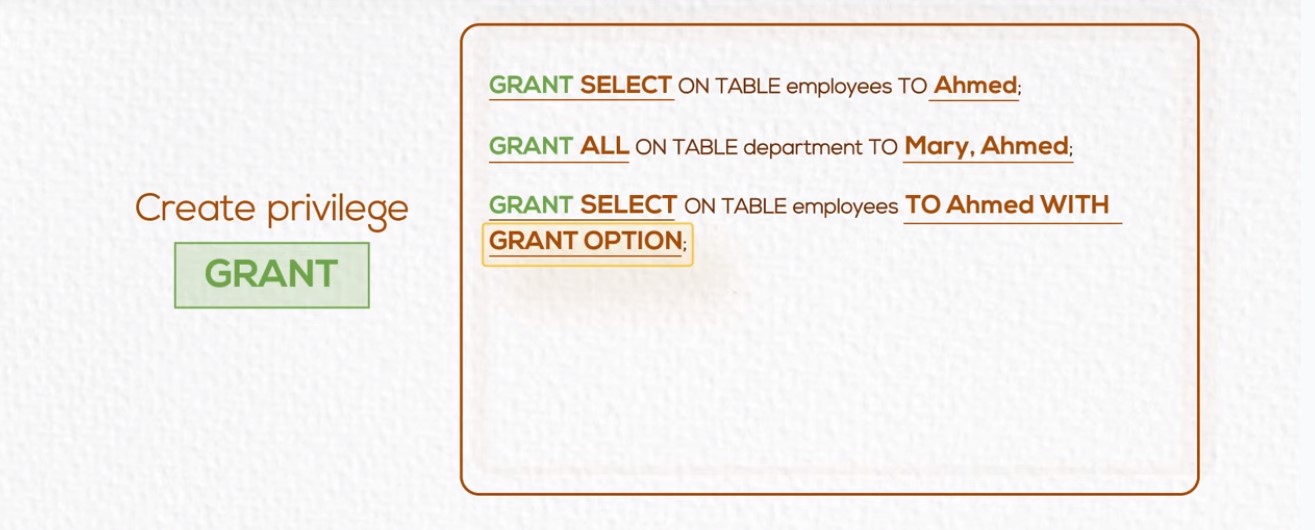 Create privilege
GRANT
GRANT SELECT ON TABLE employees TO Ahmed;
GRANT ALL ON TABLE department TO Mary, Ahmed;
GRANT SELECT ON TABLE employees TO Ahmed WITH
GRANT OPTION;